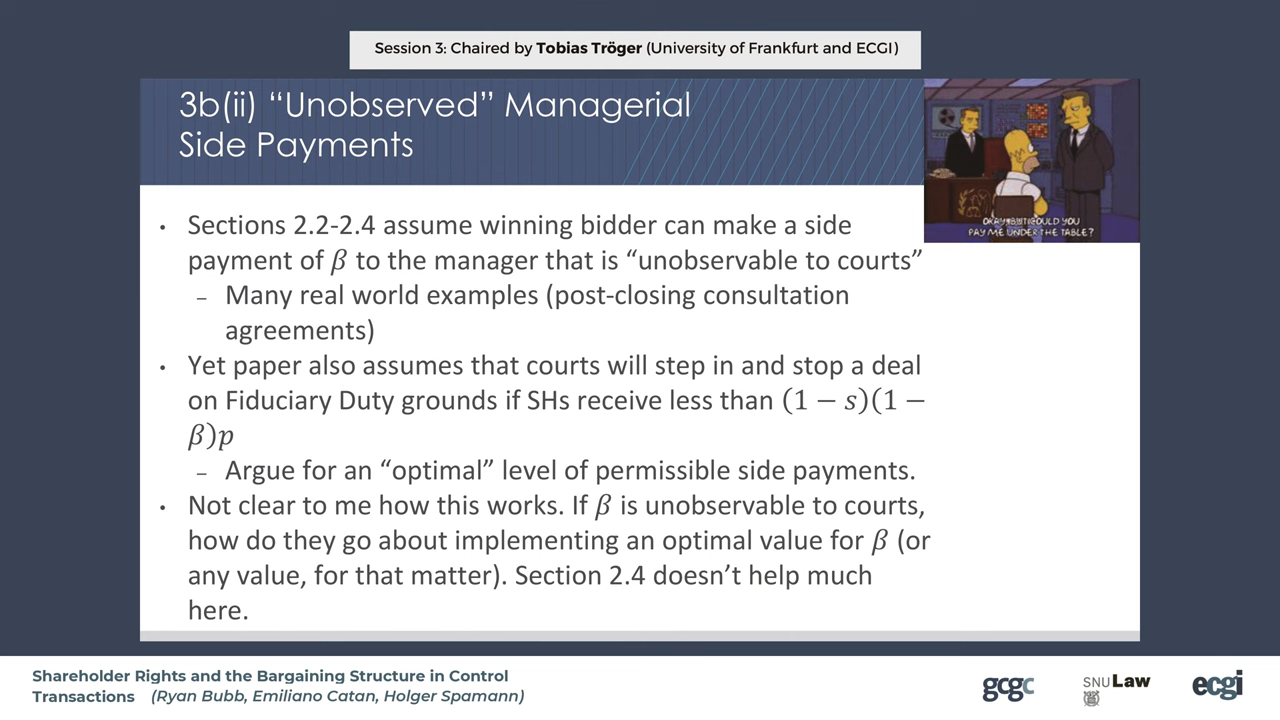 Session 3: Chaired by Tobias Tröger (University of Frankfurt and ECGI)
3b(ii) “Unobserved” Managerial
Side Payments
OKAY, BUT COULD YOU
PAY ME UNDER THE TABLE?
• Sections 2.2-2.4 assume winning bidder can make a side
payment of 𝛽 to the manager that is “unobservable to courts”
– Many real world examples (post-closing consultation
agreements)
• Yet paper also assumes that courts will step in and stop a deal
on Fiduciary Duty grounds if SHs receive less than (1 − 𝑠)(1 −
𝛽)𝑝
– Argue for an “optimal” level of permissible side payments.
• Not clear to me how this works. If 𝛽 is unobservable to courts,
how do they go about implementing an optimal value for 𝛽 (or
any value, for that matter). Section 2.4 doesn’t help much
here.
Shareholder Rights and the Bargaining Structure in Control
Transactions (Ryan Bubb, Emiliano Catan, Holger Spamann)
gcgc
SNU Law
ecgi